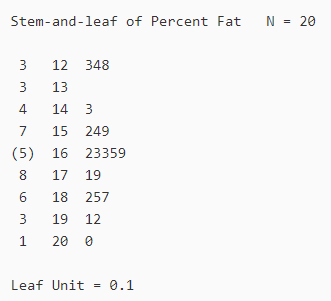 Stem-and-leaf of Percent Fat   N = 20
3   12  348
3   13
4   14  3
7   15  249
(5)  16  23359
8   17  19
6   18  257
3   19  12
1   20  0
Leaf Unit = 0.1